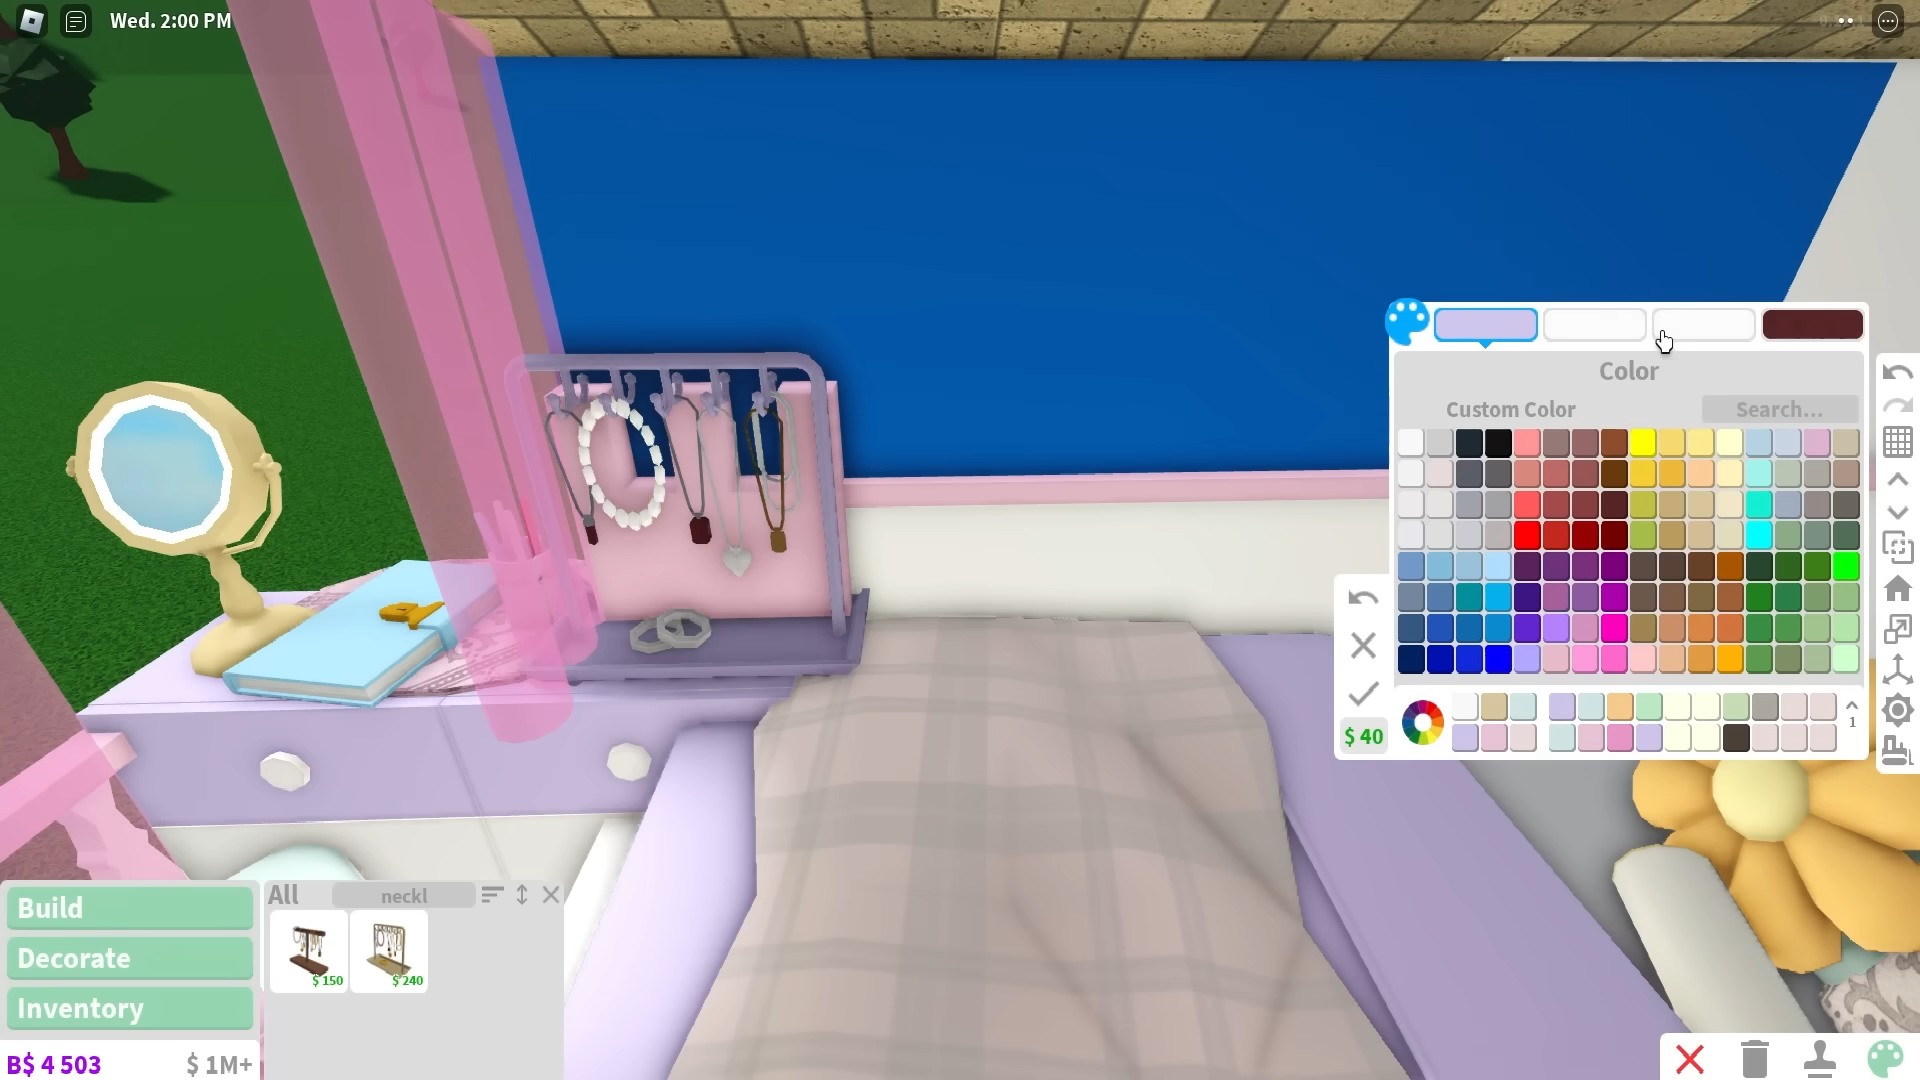 Wed. 2:00 PM
Color
Custom Color
Search...
$ 40
1
Build
Decorate
Inventory
B$ 4 503
$ 1M+
All
neckl
$ 150
$ 240